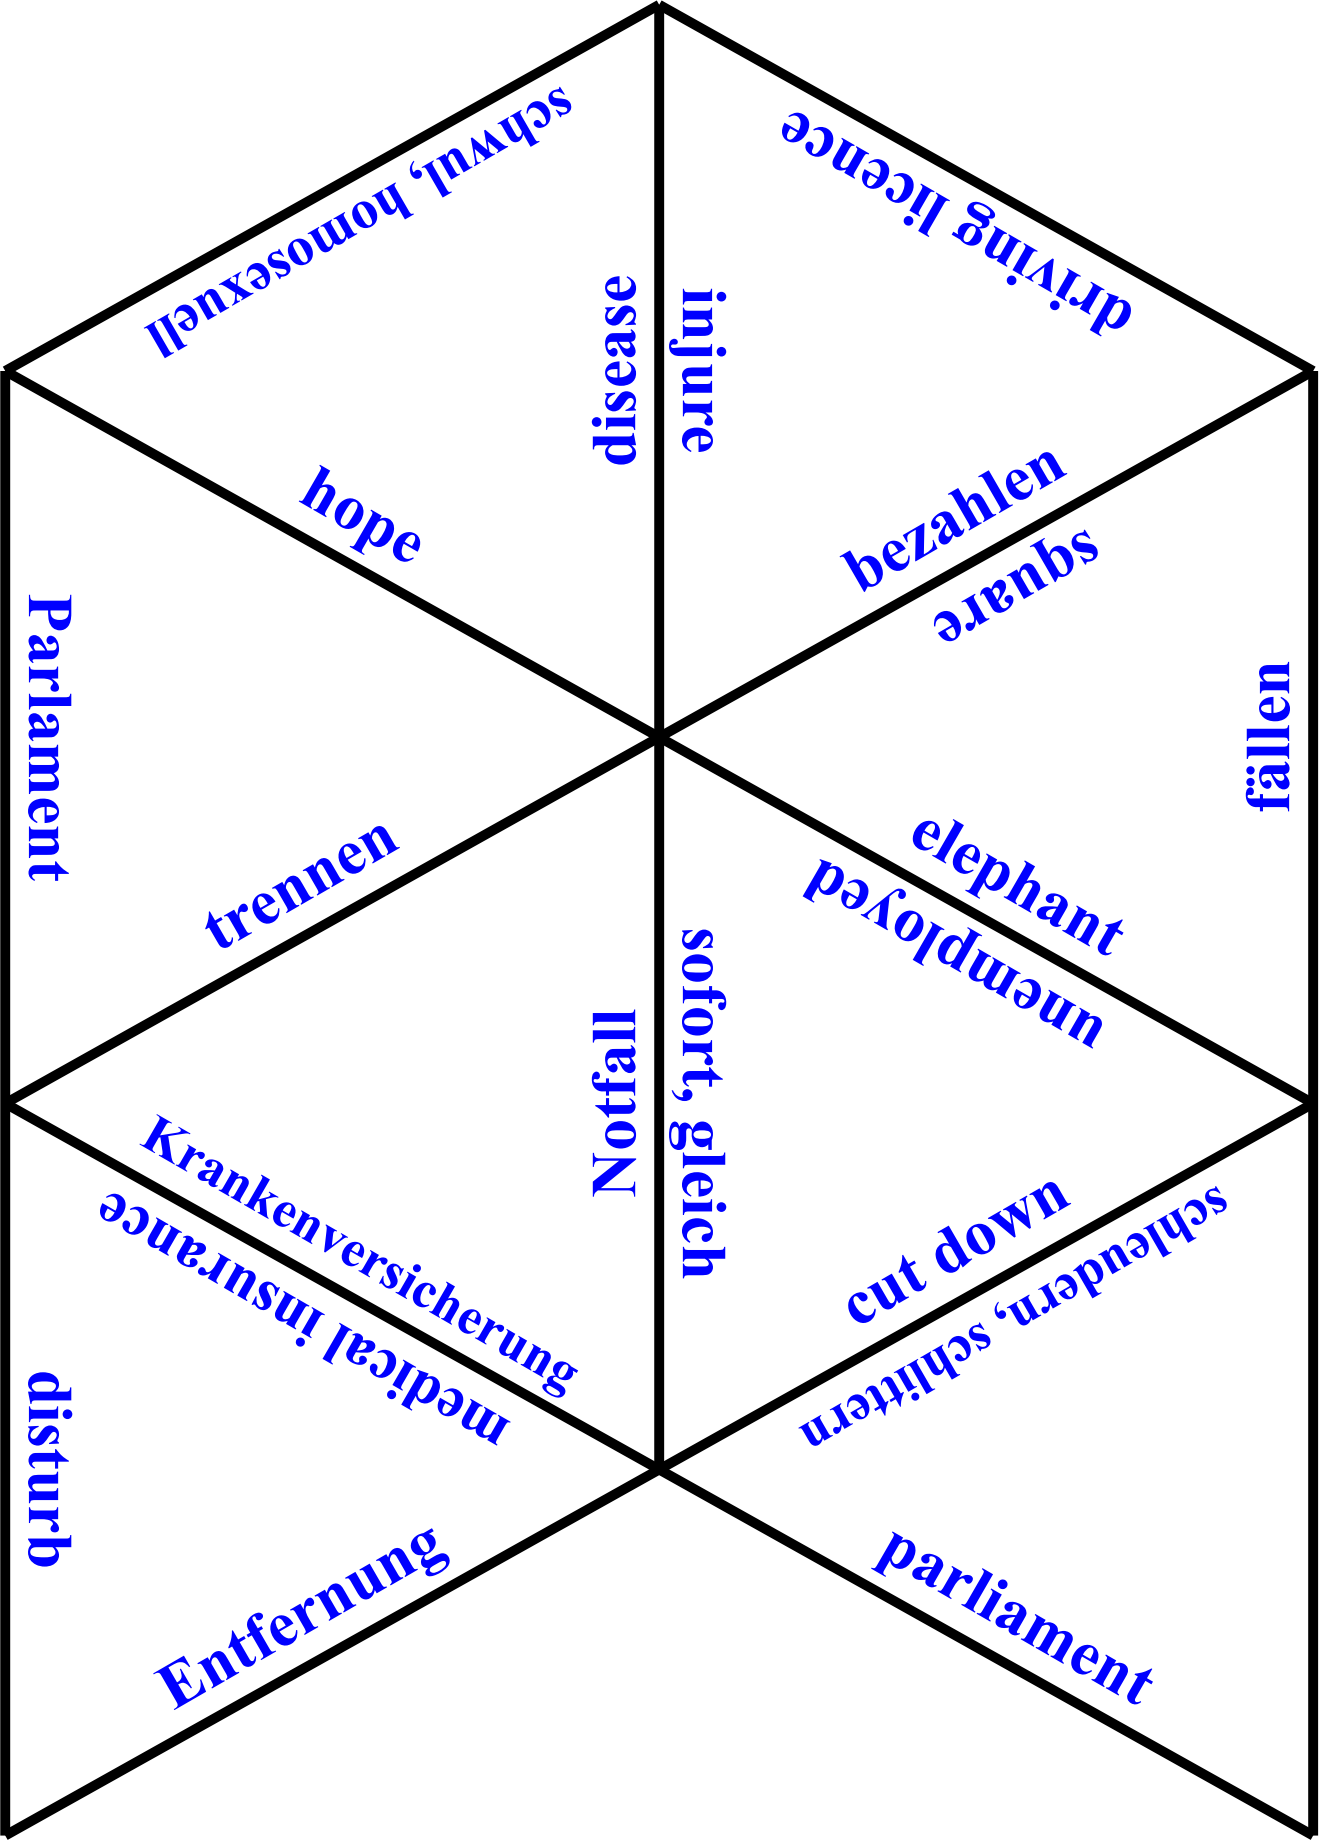 schwul, homosexuell
driving licence
disease
injure
hope
bezahlen
square
Parlament
fällen
trennen
elephant
unemployed
sofort, gleich
Notfall
Krankenversicherung
medical insurance
cut down
schleudern, schlittern
disturb
Entfernung
parliament